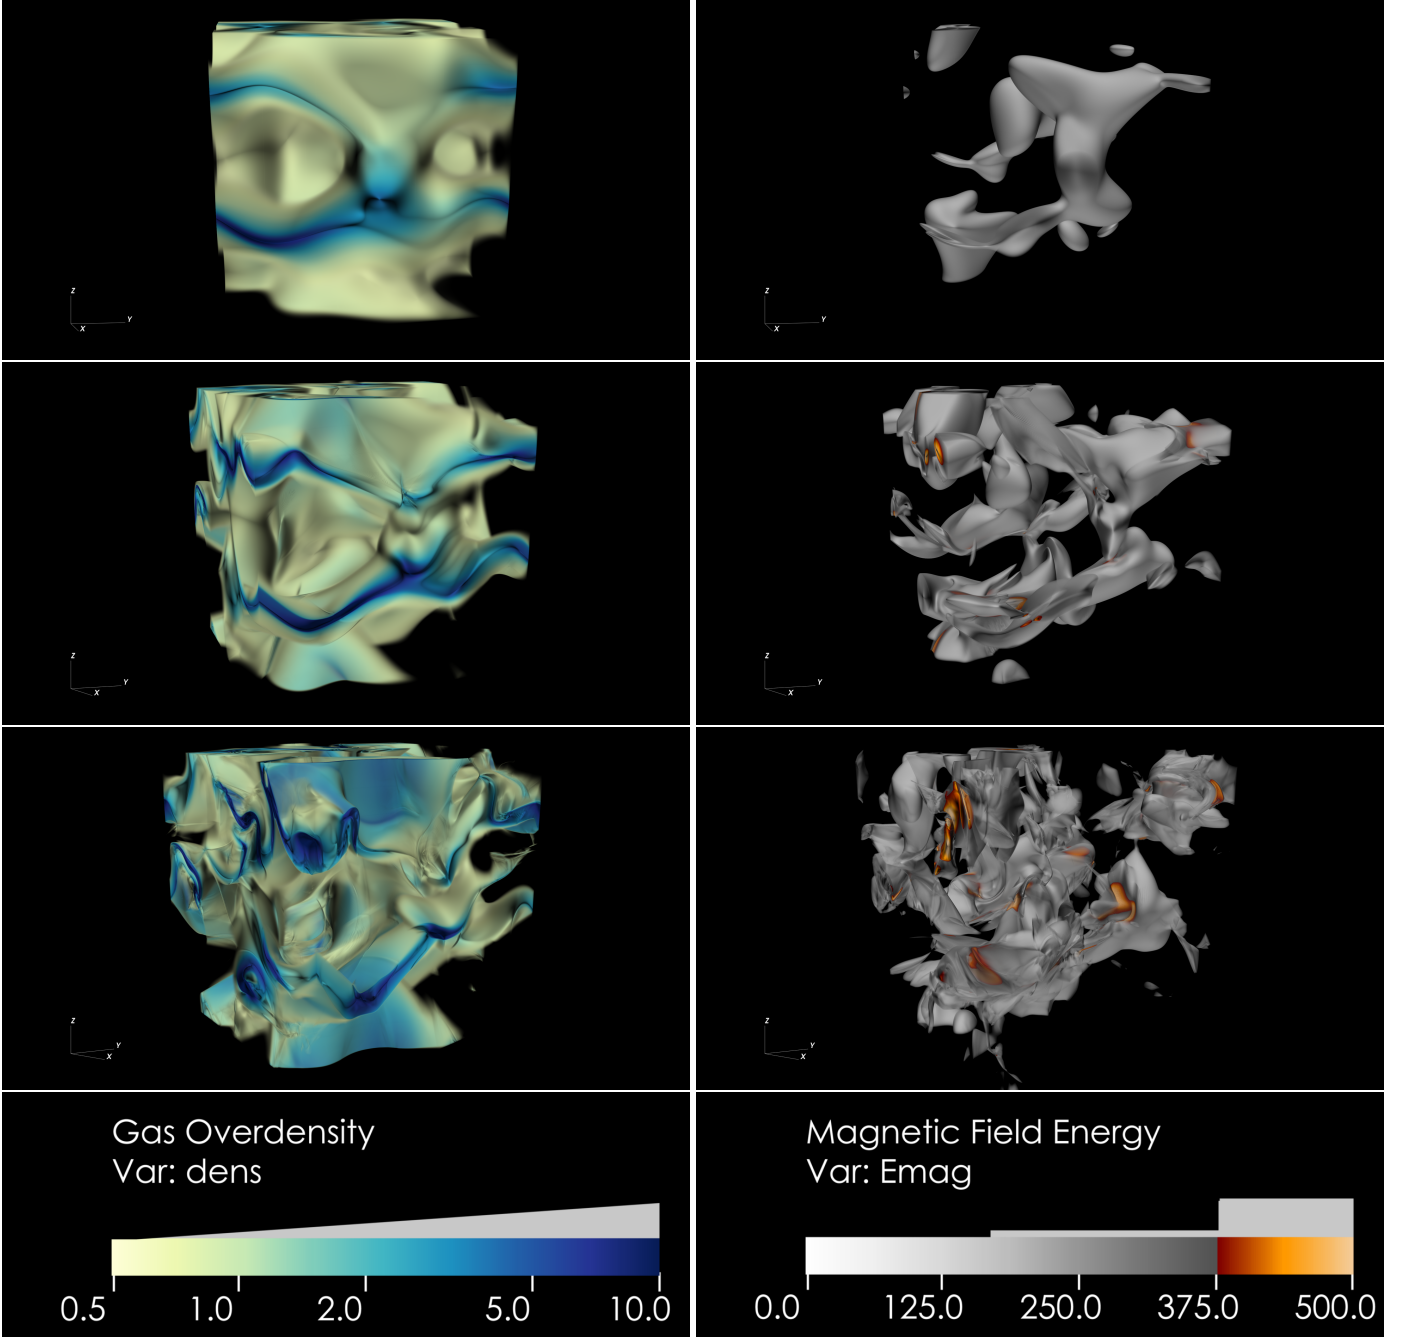 Z
Y
X
Z
Y
X
Z
Y
X
Z
Y
X
Z
Y
X
Z
Y
X
Gas Overdensity
Var: dens
0.5 1.0 2.0 5.0 10.0
Magnetic Field Energy
Var: Emag
0.0 125.0 250.0 375.0 500.0